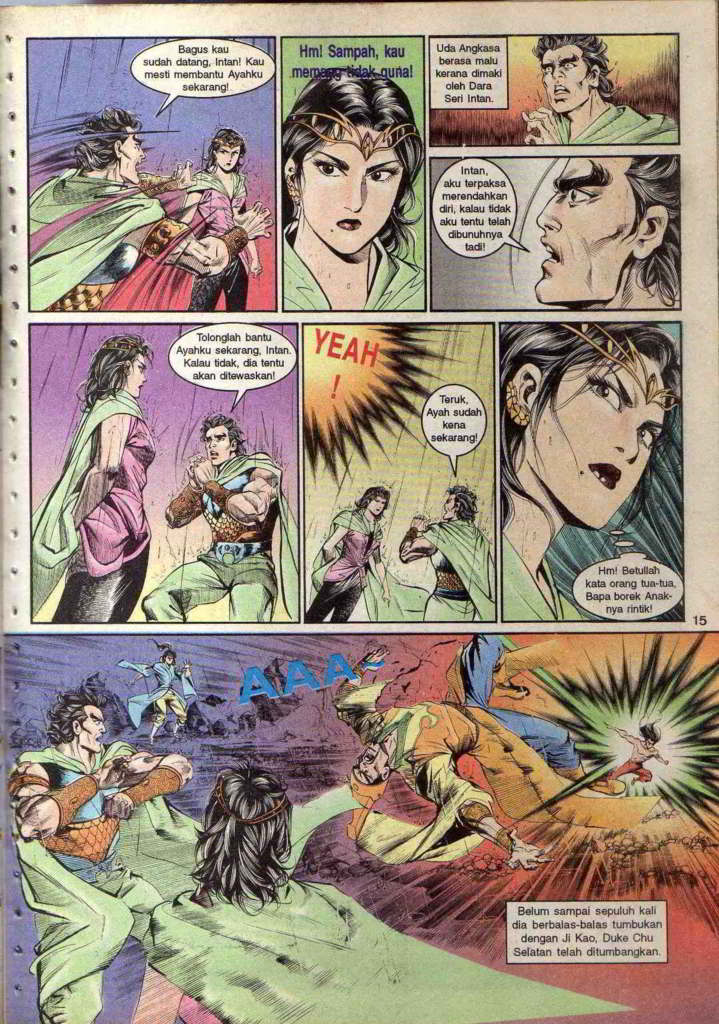 Bagus kau
sudah datang, Intan! Kau
mesti membantu Ayahku
sekarang!
Hm! Sampah, kau
memang tidak guna!
Uda Angkasa
berasa malu
kerana dimaki
oleh Dara
Seri Intan.
Intan,
aku terpaksa
merendahkan
diri, kalau tidak
aku tentu telah
dibunuhnya
tadi!
Tolonglah bantu
Ayahku sekarang, Intan.
Kalau tidak, dia tentu
akan ditewaskan!
YEAH
!
Teruk,
Ayah sudah
kena
sekarang!
Hm! Betullah
kata orang tua-tua,
Bapa borek Anak-
nya rintik!
15
AAA~
Belum sampai sepuluh kali
dia berbalas-balas tumbukan
dengan Ji Kao, Duke Chu
Selatan telah ditumbangkan.